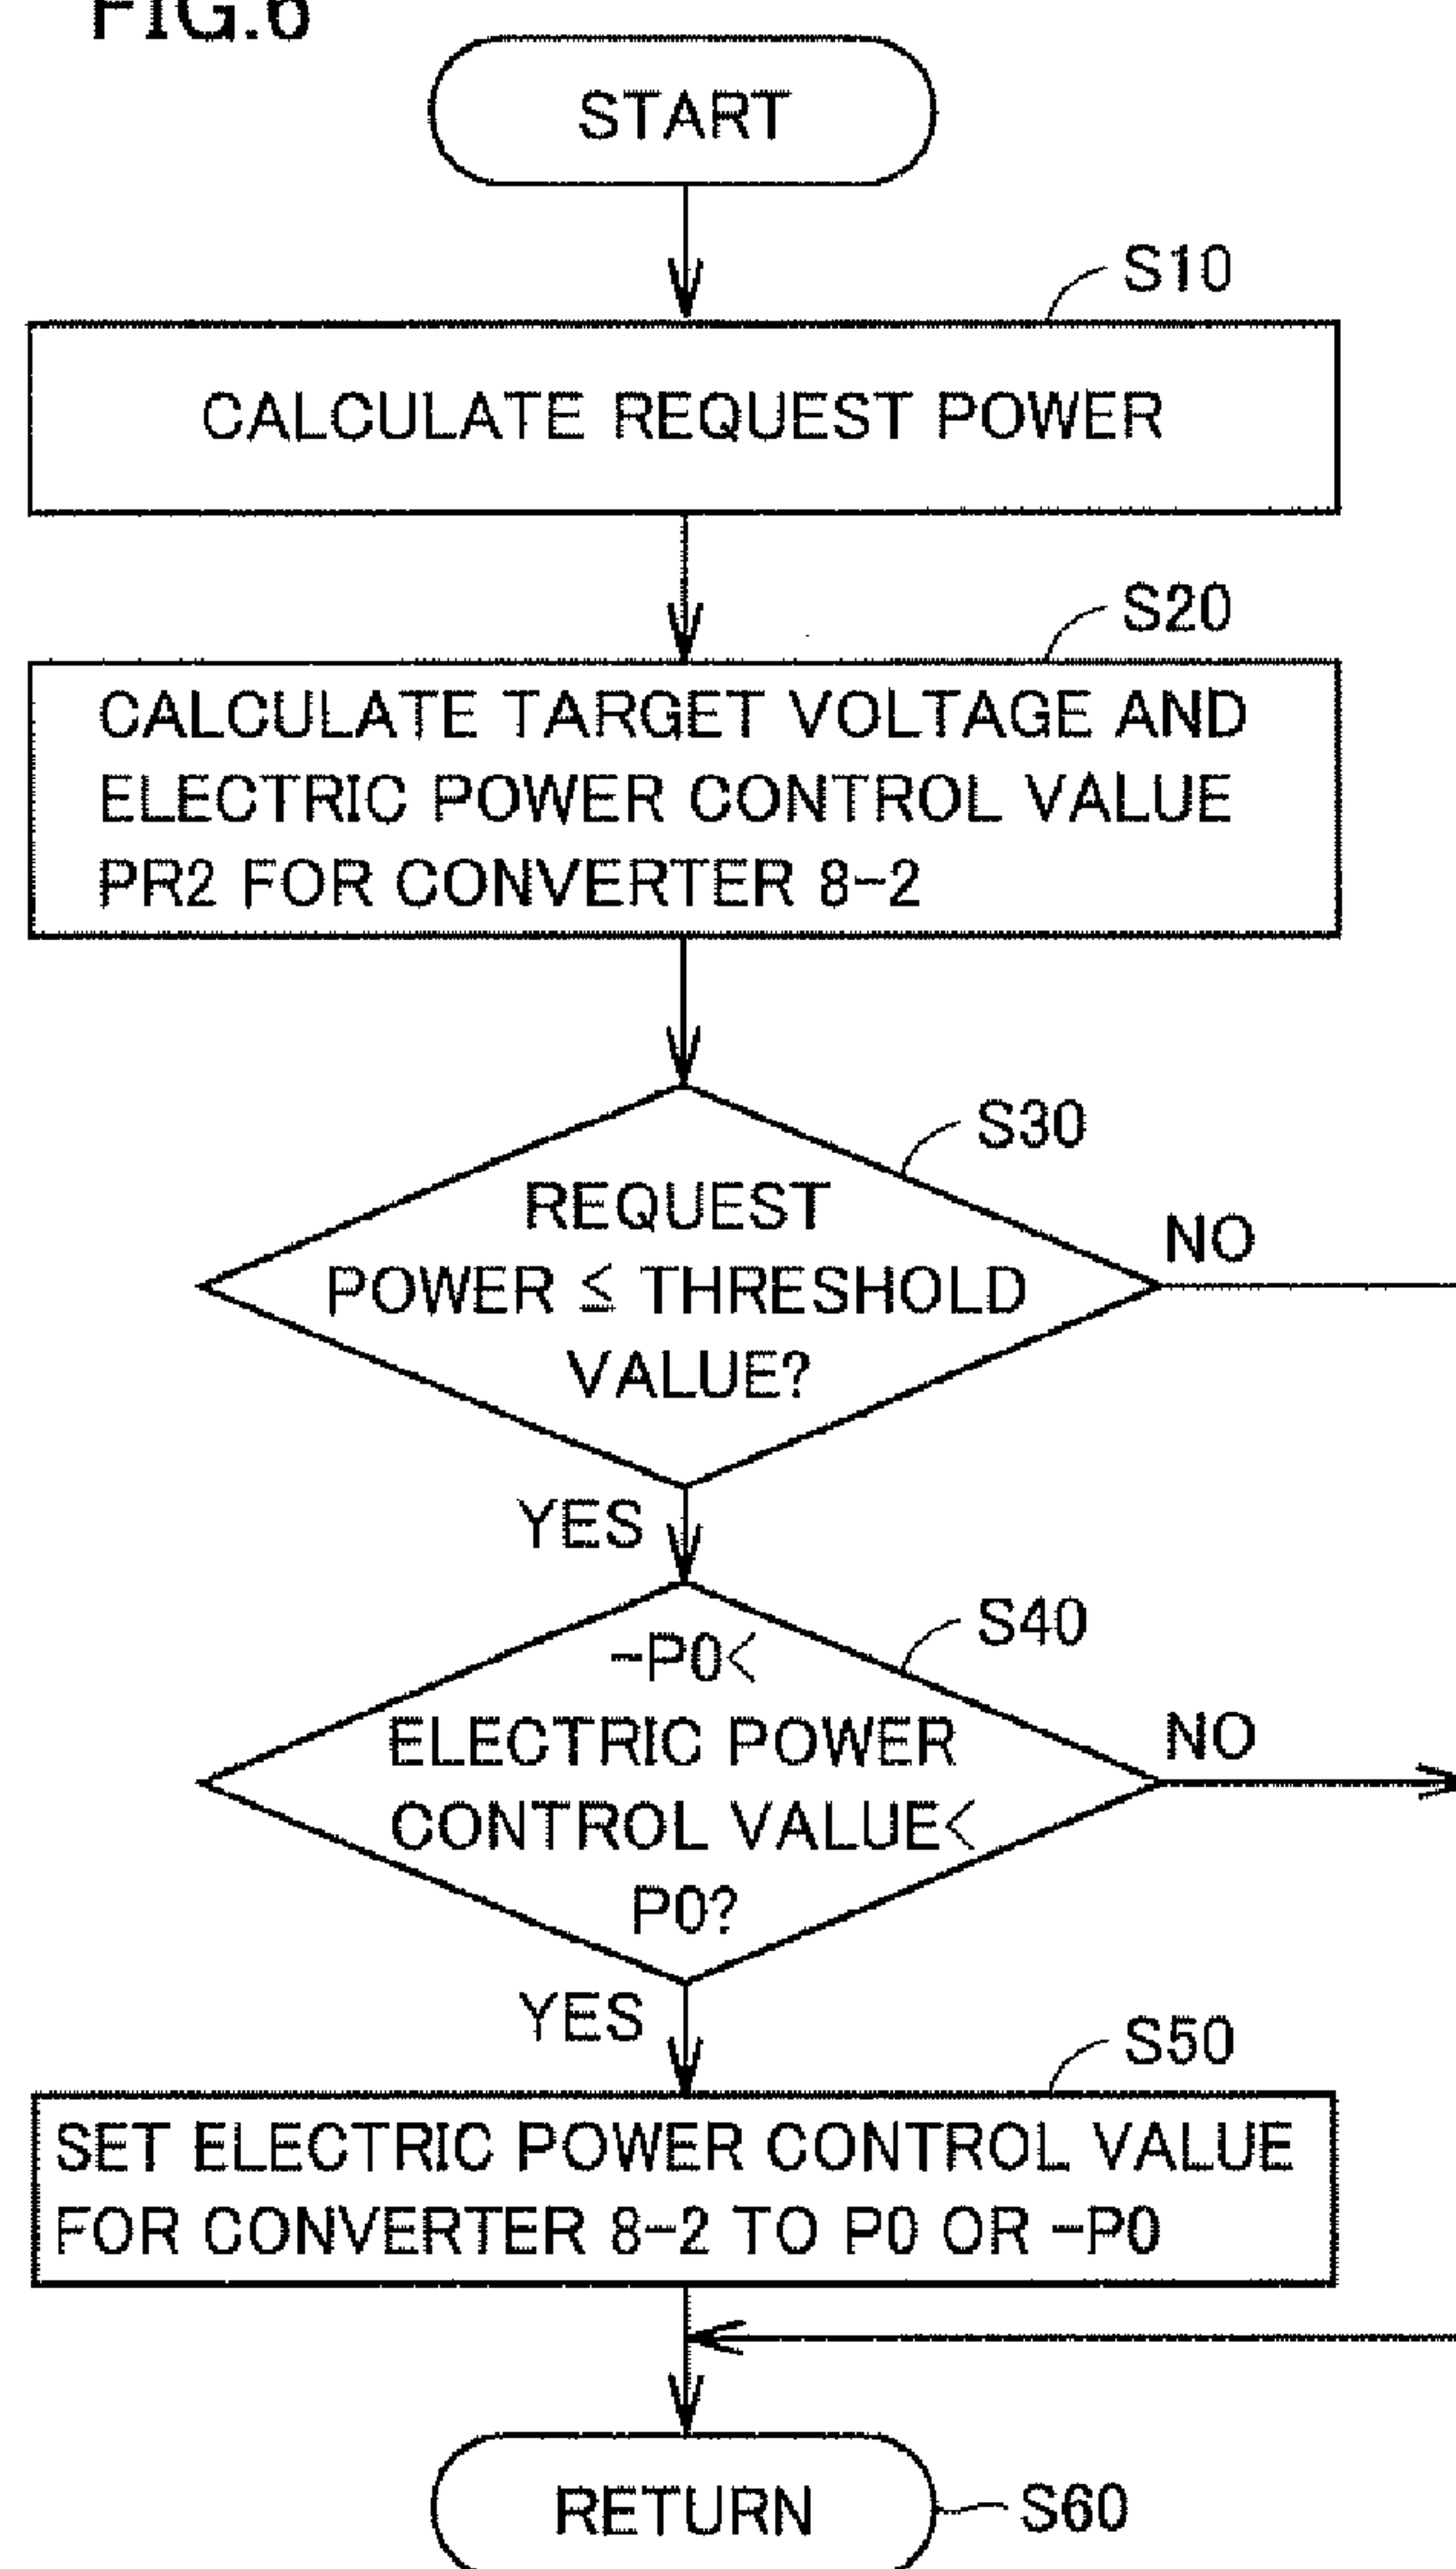 FIG.6
START
S10
CALCULATE REQUEST POWER
S20
CALCULATE TARGET VOLTAGE AND
ELECTRIC POWER CONTROL VALUE
PR2 FOR CONVERTER 8-2
S30
REQUEST
POWER ≦ THRESHOLD
VALUE?
NO
YES
S40
-P0<
ELECTRIC POWER
CONTROL VALUE<
P0?
NO
YES
S50
SET ELECTRIC POWER CONTROL VALUE
FOR CONVERTER 8-2 TO P0 OR -P0
RETURN
S60